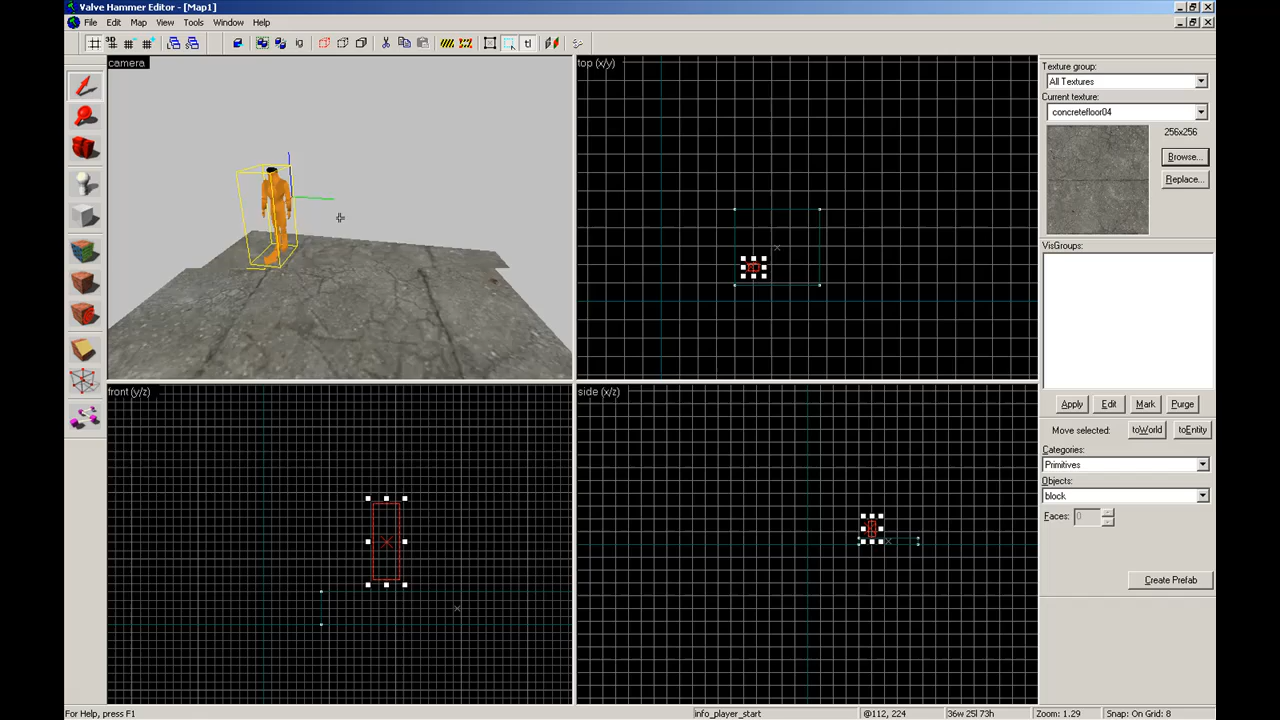 Valve Hammer Editor - [Map1]
File Edit Map View Tools Window Help
3D ig tl
camera
top (x/y)
front (y/z)
side (x/z)
Texture group:
All Textures
Current texture:
concretefloor04
256x256
Browse...
Replace...
VisGroups:
Apply Edit Mark Purge
Move selected: toWorld toEntity
Categories:
Primitives
Objects:
block
Faces: 0
Create Prefab
For Help, press F1 info_player_start @112, 224 36w 25l 73h Zoom: 1.29 Snap: On Grid: 8